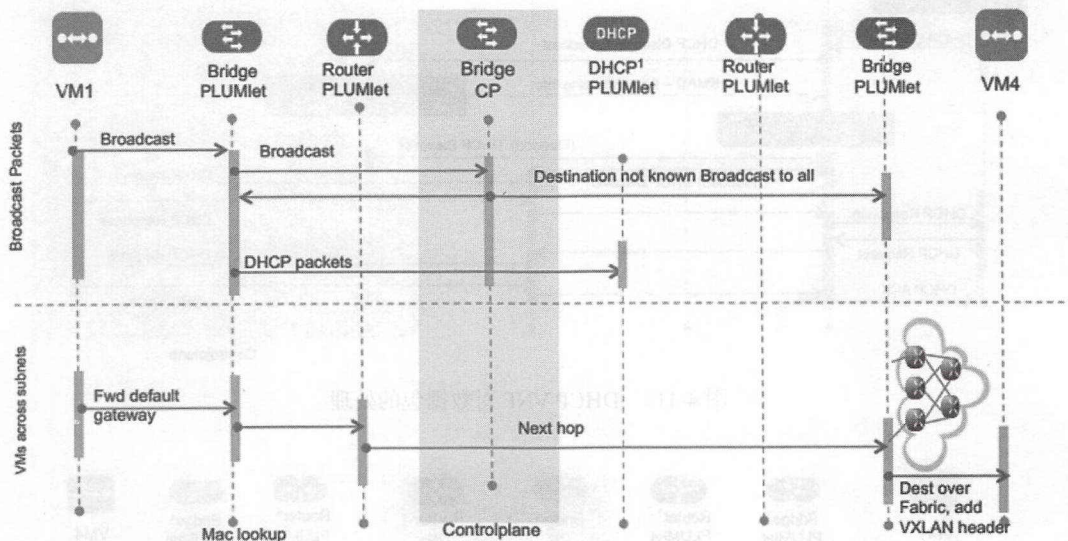 DHCP
VM1
Bridge
PLUMlet
Router
PLUMlet
Bridge
CP
DHCP¹
PLUMlet
Router
PLUMlet
Bridge
PLUMlet
VM4
Broadcast Packets
Broadcast
Broadcast
Destination not known Broadcast to all
DHCP packets
VMs across subnets
Fwd default
gateway
Next hop
Dest over
Fabric, add
VXLAN header
Mac lookup
Controlplane